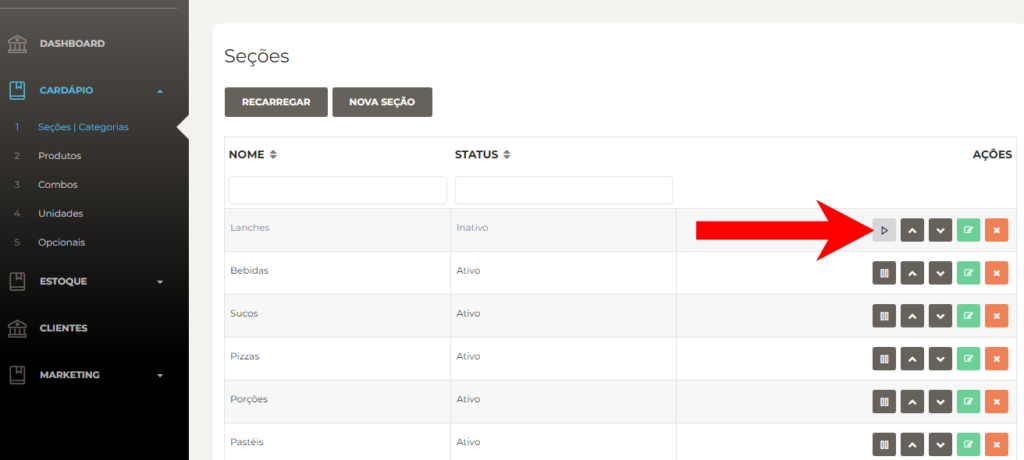 DASHBOARD
CARDÁPIO
1 Seções | Categorias
2 Produtos
3 Combos
4 Unidades
5 Opcionais
ESTOQUE
CLIENTES
MARKETING
Seções
RECARREGAR NOVA SEÇÃO
NOME STATUS AÇÕES
Lanches Inativo
Bebidas Ativo
Sucos Ativo
Pizzas Ativo
Porções Ativo
Pastéis Ativo